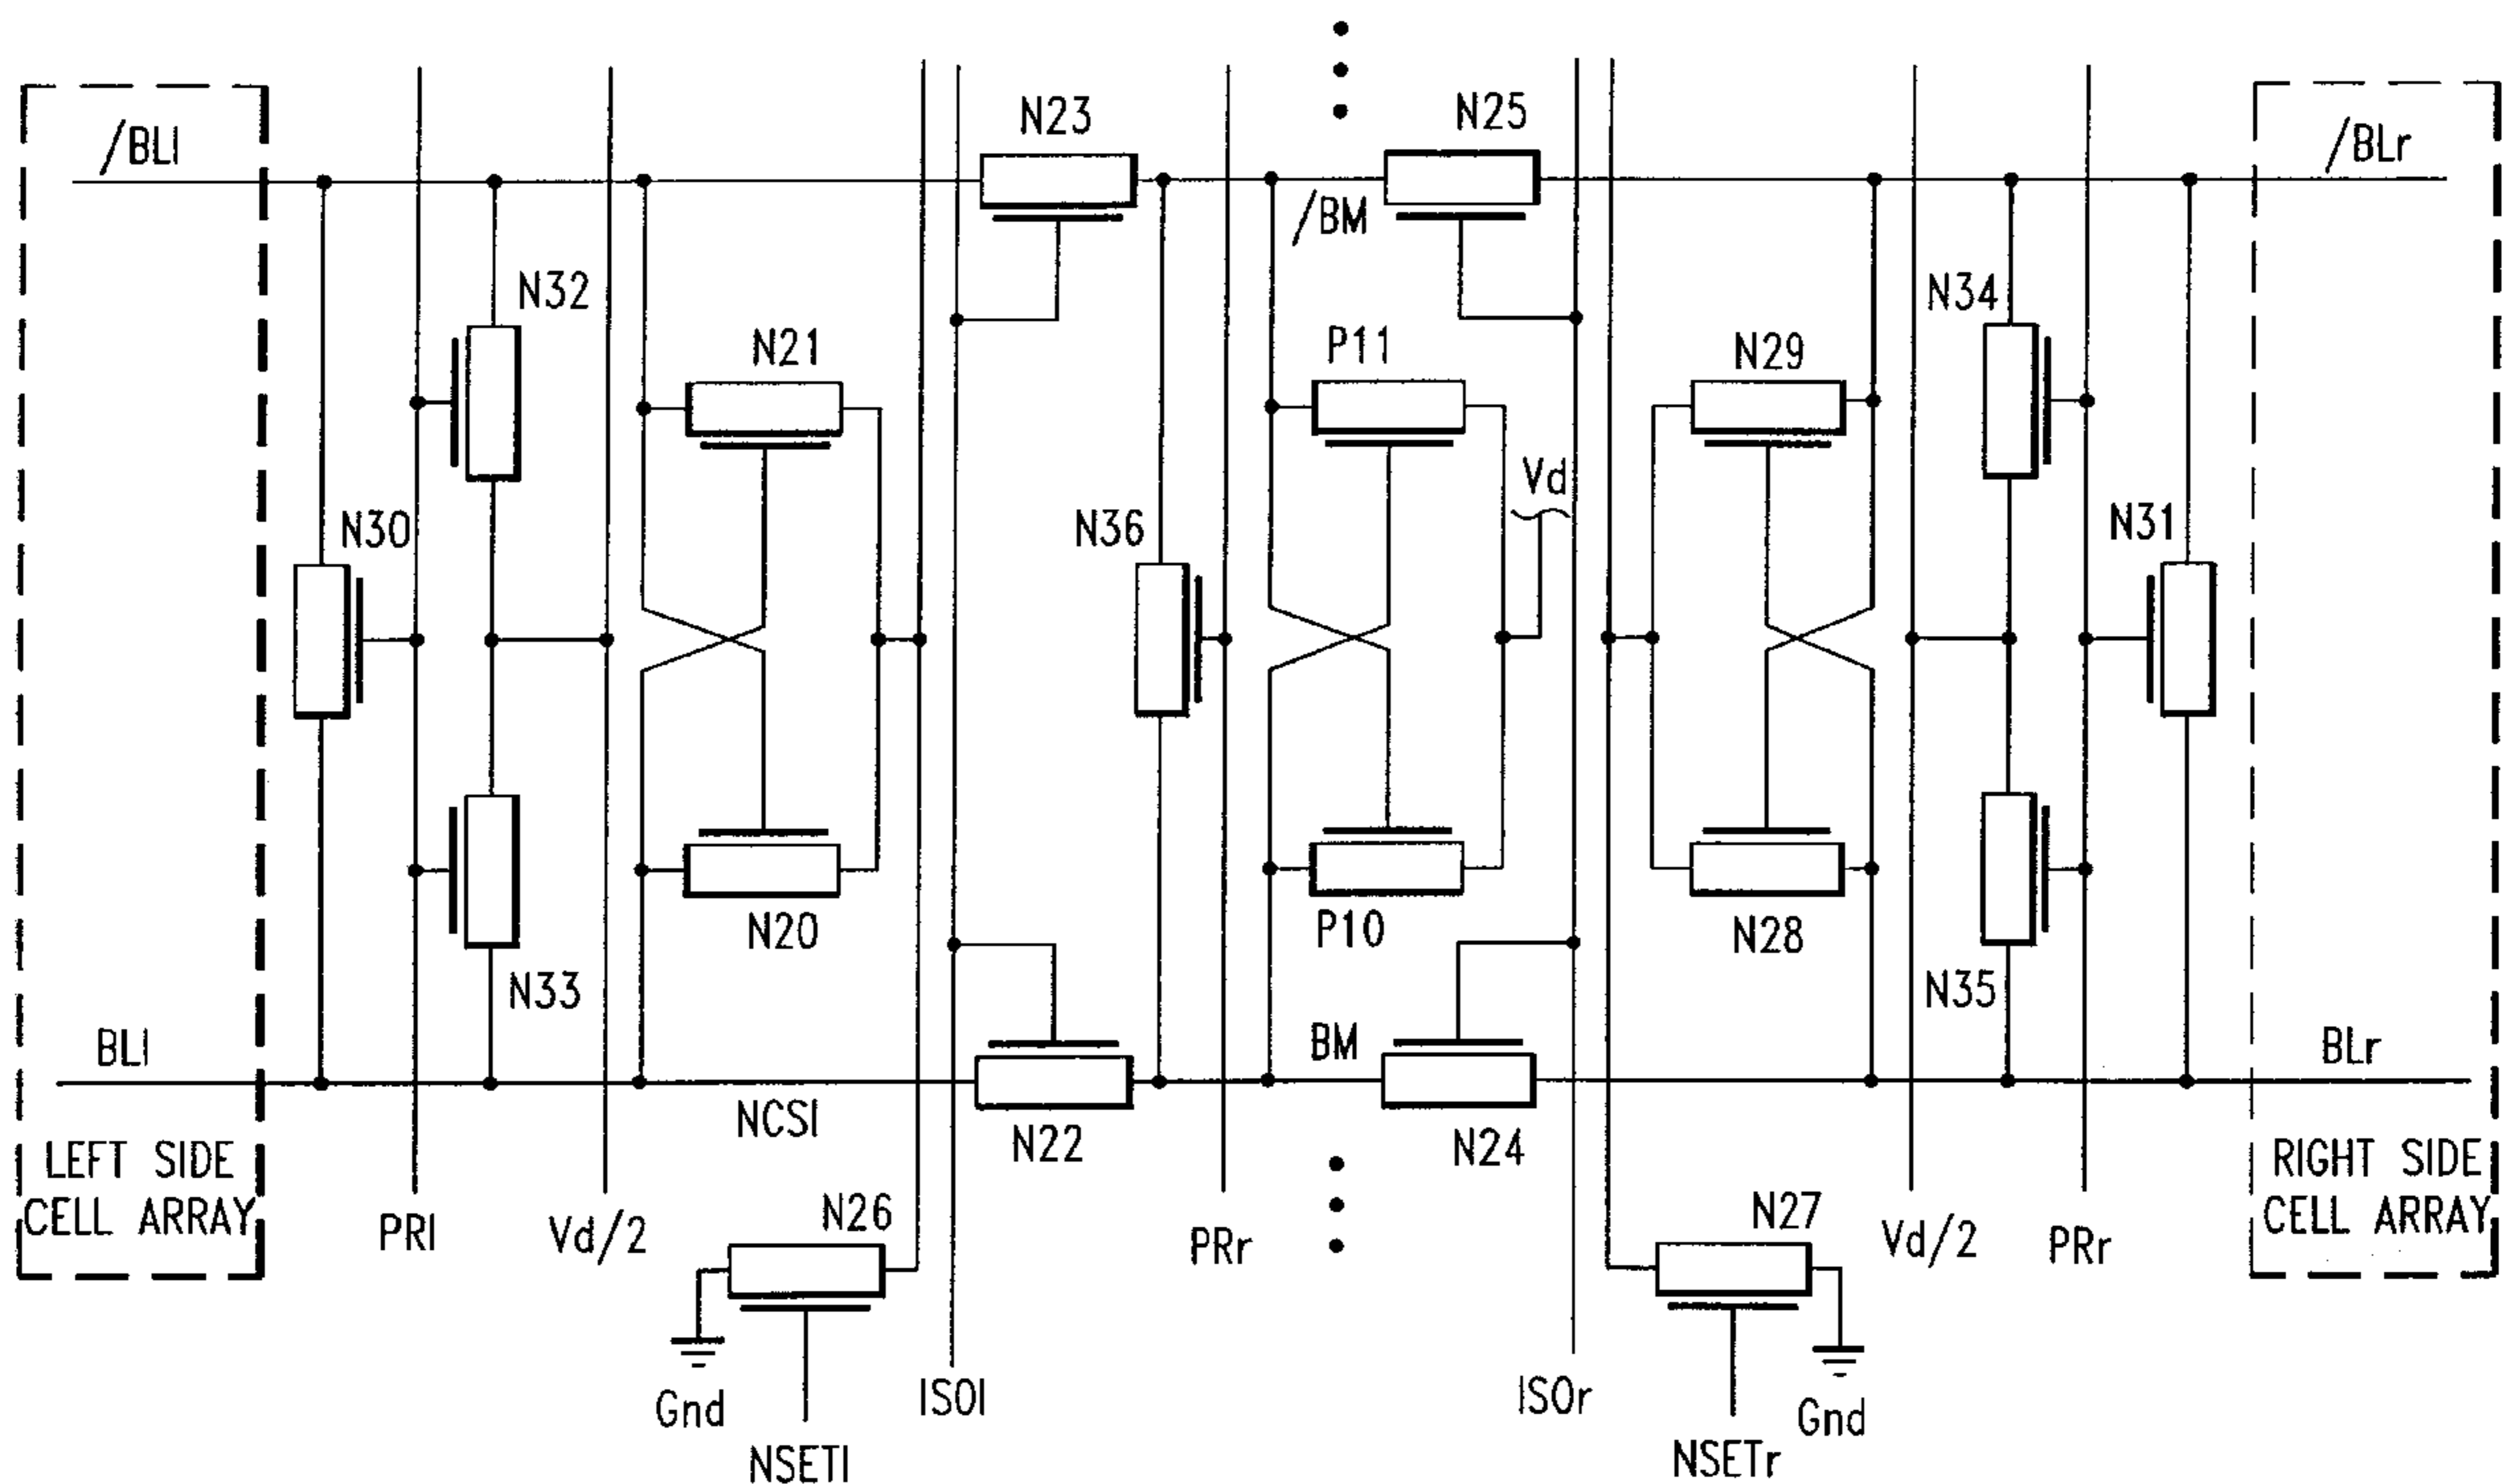 N23
N25
/BLl
/BLr
/BM
N32
N34
N21
P11
N29
Vd
N30
N36
N31
N20
P10
N28
N33
N35
BLl
BM
BLr
NCSl
N22
N24
LEFT SIDE
CELL ARRAY
RIGHT SIDE
CELL ARRAY
PRl
Vd/2
N26
PRr
N27
Vd/2
PRr
Gnd
ISOl
ISOr
Gnd
NSETl
NSETr